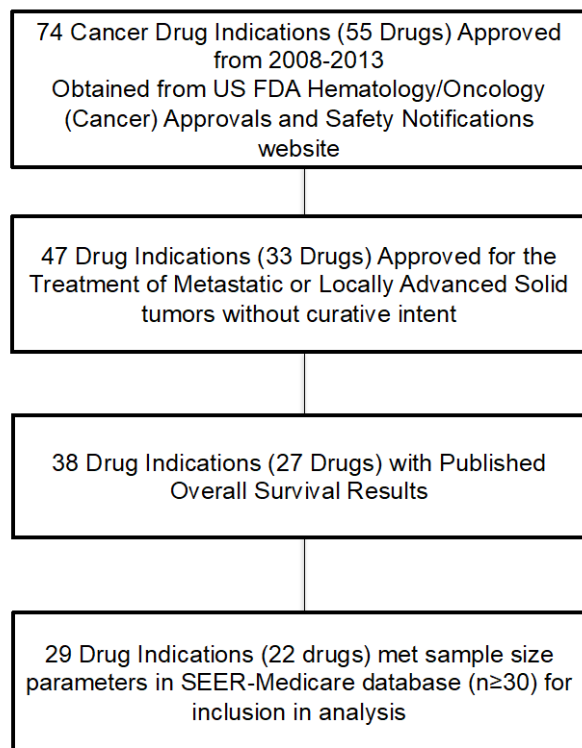 74 Cancer Drug Indications (55 Drugs) Approved
from 2008-2013
Obtained from US FDA Hematology/Oncology
(Cancer) Approvals and Safety Notifications
website
47 Drug Indications (33 Drugs) Approved for the
Treatment of Metastatic or Locally Advanced Solid
tumors without curative intent
38 Drug Indications (27 Drugs) with Published
Overall Survival Results
29 Drug Indications (22 drugs) met sample size
parameters in SEER-Medicare database (n≥30) for
inclusion in analysis